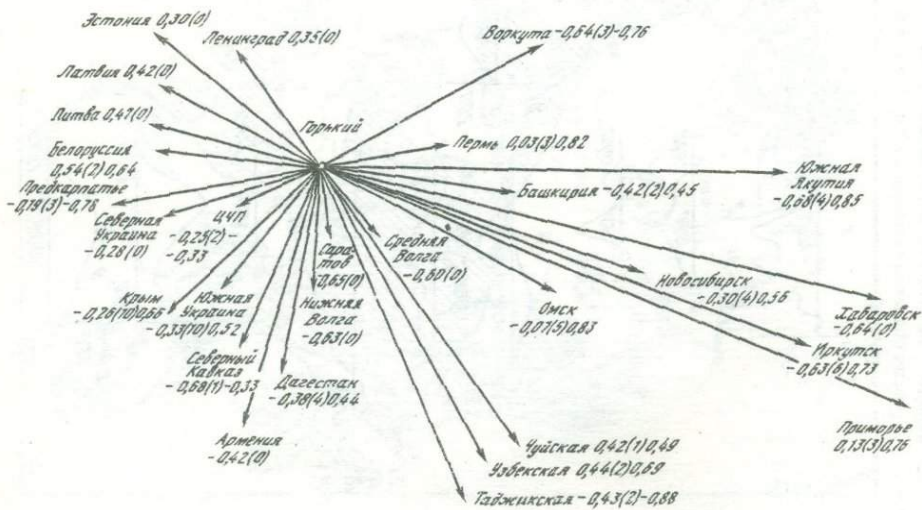 Эстония 0,30(0)
Ленинград 0,35(0)
Воркута -0,64(3)-0,76
Латвия 0,42(0)
Литва 0,47(0)
Горький
Пермь 0,03(3)0,82
Белоруссия
0,54(2)0,64
Южная
Якутия
-0,68(4)0,85
Башкирия -0,42(2)0,45
Предкарпатье
-0,19(3)-0,78
Северная
Украина
-0,28(0)
ЦЧП
-0,25(2)-
-0,33
Сара-
тов
-0,65(0)
Средняя
Волга
-0,60(0)
Новосибирск
-0,30(4)0,56
Крым
-0,26(10)0,66
Южная
Украина
-0,33(10)0,52
Нижняя
Волга
-0,63(0)
Омск
-0,07(5)0,83
Хабаровск
-0,64(0)
Иркутск
-0,63(6)0,73
Северный
Кавказ
-0,68(1)-0,33
Дагестан
-0,38(4)0,44
Приморье
0,13(3)0,76
Армения
-0,42(0)
Чуйская 0,42(1)0,49
Узбекская 0,44(2)0,69
Таджикская -0,43(2)-0,88